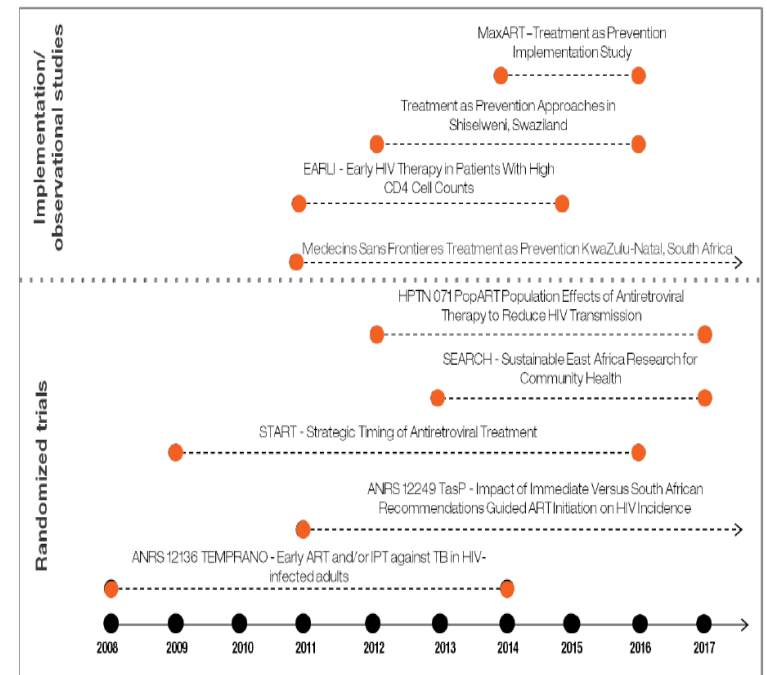 Implementation/
observational studies
MaxART–Treatment as Prevention
Implementation Study
Treatment as Prevention Approaches in
Shiselweni, Swaziland
EARLI - Early HIV Therapy in Patients With High
CD4 Cell Counts
Medecins Sans Frontieres Treatment as Prevention KwaZulu-Natal, South Africa
Randomized trials
HPTN 071 PopART Population Effects of Antiretroviral
Therapy to Reduce HIV Transmission
SEARCH - Sustainable East Africa Research for
Community Health
START - Strategic Timing of Antiretroviral Treatment
ANRS 12249 TasP - Impact of Immediate Versus South African
Recommendations Guided ART Initiation on HIV Incidence
ANRS 12136 TEMPRANO - Early ART and/or IPT against TB in HIV-
infected adults
2008 2009 2010 2011 2012 2013 2014 2015 2016 2017